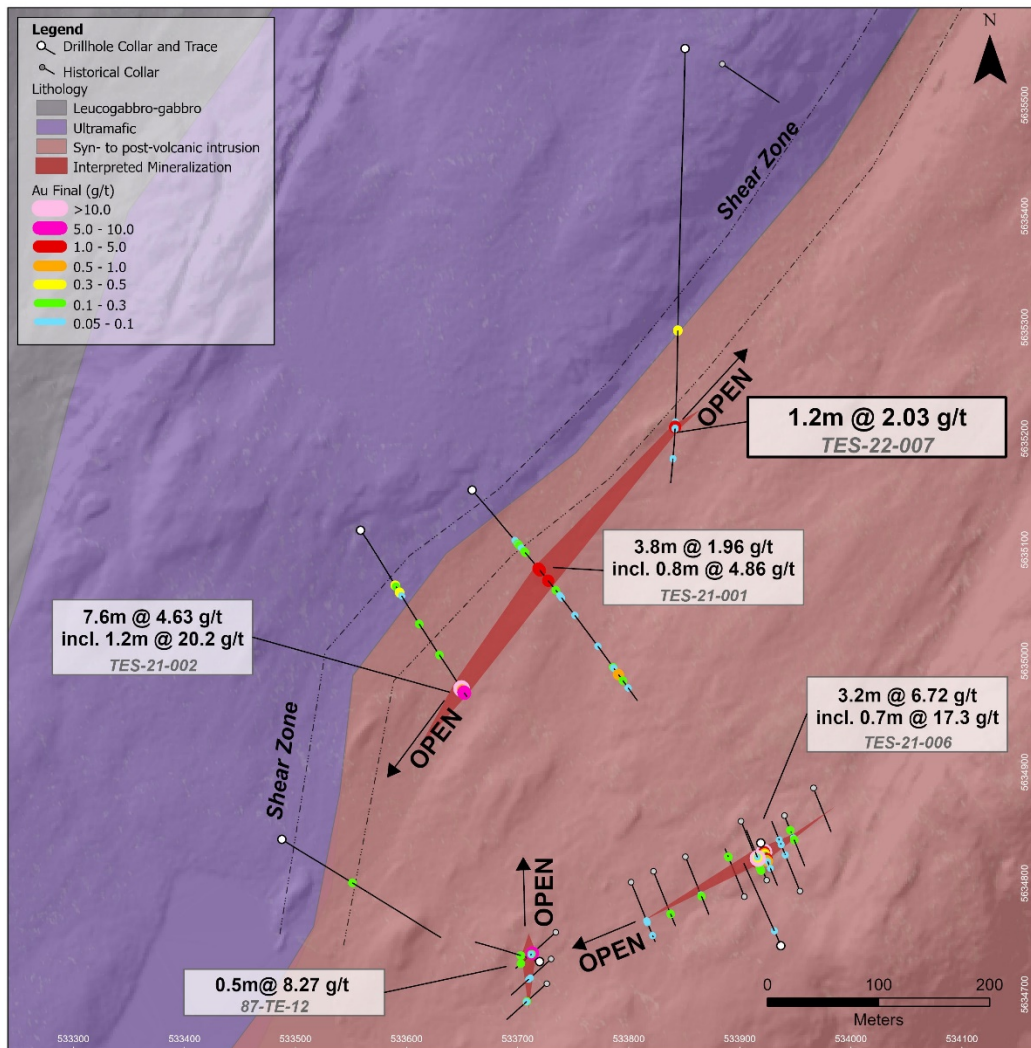 Legend
Drillhole Collar and Trace
Historical Collar
Lithology
Leucogabbro-gabbro
Ultramafic
Syn- to post-volcanic intrusion
Interpreted Mineralization
Au Final (g/t)
>10.0
5.0 - 10.0
1.0 - 5.0
0.5 - 1.0
0.3 - 0.5
0.1 - 0.3
0.05 - 0.1
N
Shear Zone
OPEN
1.2m @ 2.03 g/t
TES-22-007
3.8m @ 1.96 g/t
incl. 0.8m @ 4.86 g/t
TES-21-001
7.6m @ 4.63 g/t
incl. 1.2m @ 20.2 g/t
TES-21-002
OPEN
Shear Zone
3.2m @ 6.72 g/t
incl. 0.7m @ 17.3 g/t
TES-21-006
OPEN
OPEN
0.5m@ 8.27 g/t
87-TE-12
0 100 200
Meters
5635500
5635400
5635300
5635200
5635100
5635000
5634900
5634800
5634700
533300 533400 533500 533600 533700 533800 533900 534000 534100